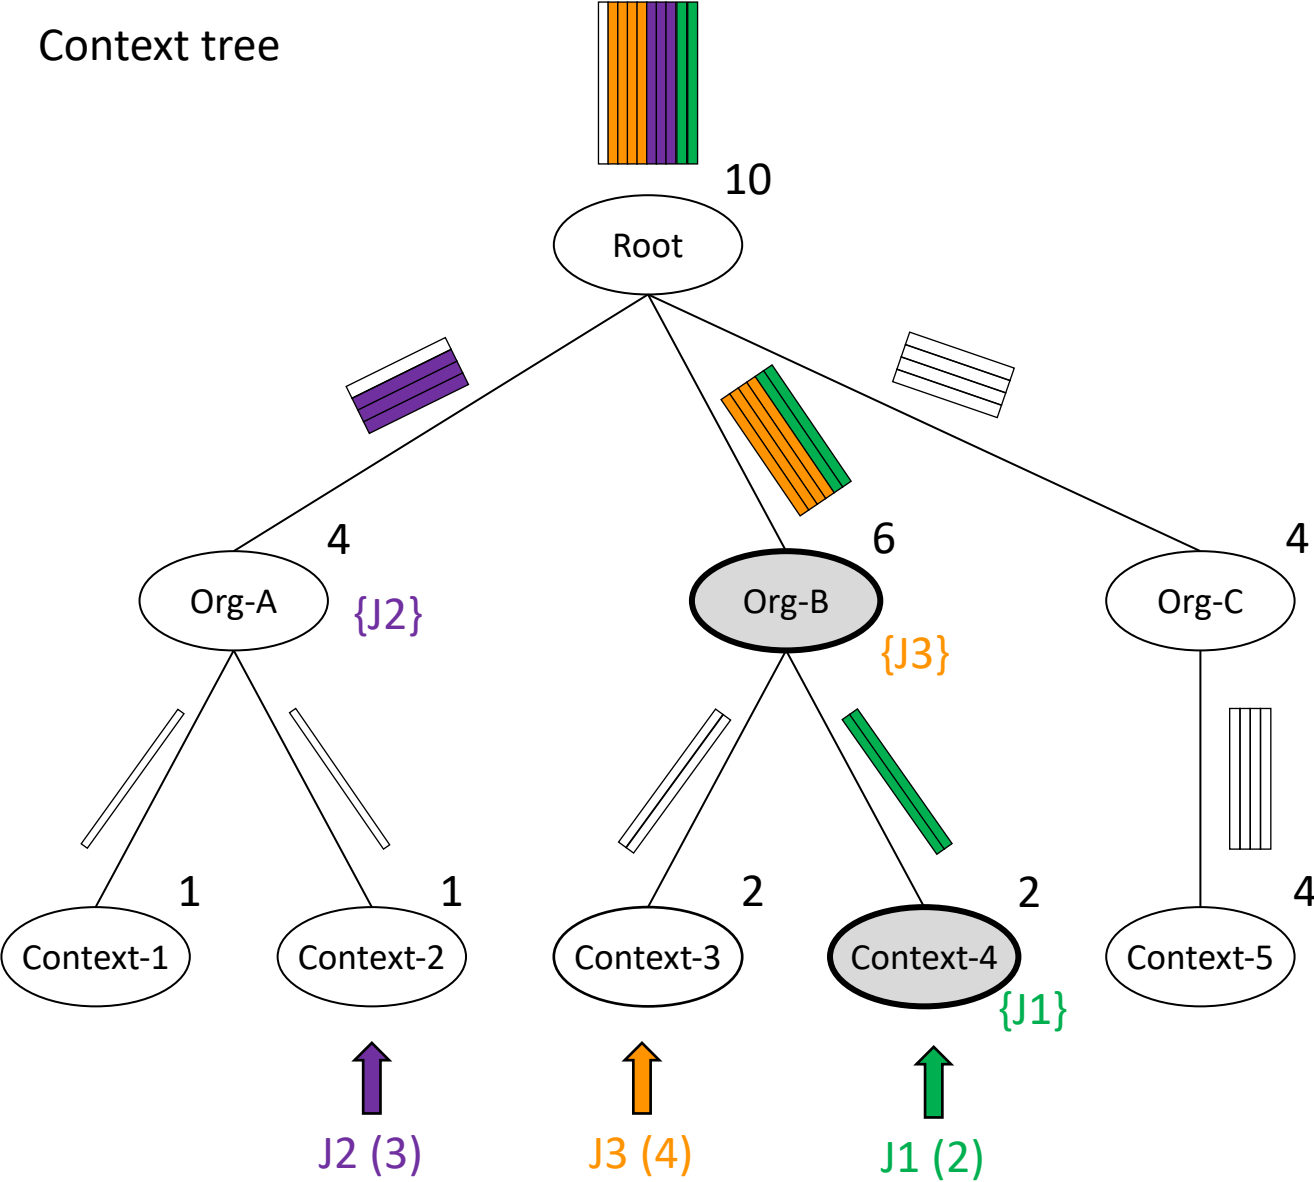 Context tree
10
Root
4
6
4
Org-A
Org-B
Org-C
{J2}
{J3}
1
1
2
2
4
Context-1
Context-2
Context-3
Context-4
Context-5
{J1}
J2 (3)
J3 (4)
J1 (2)